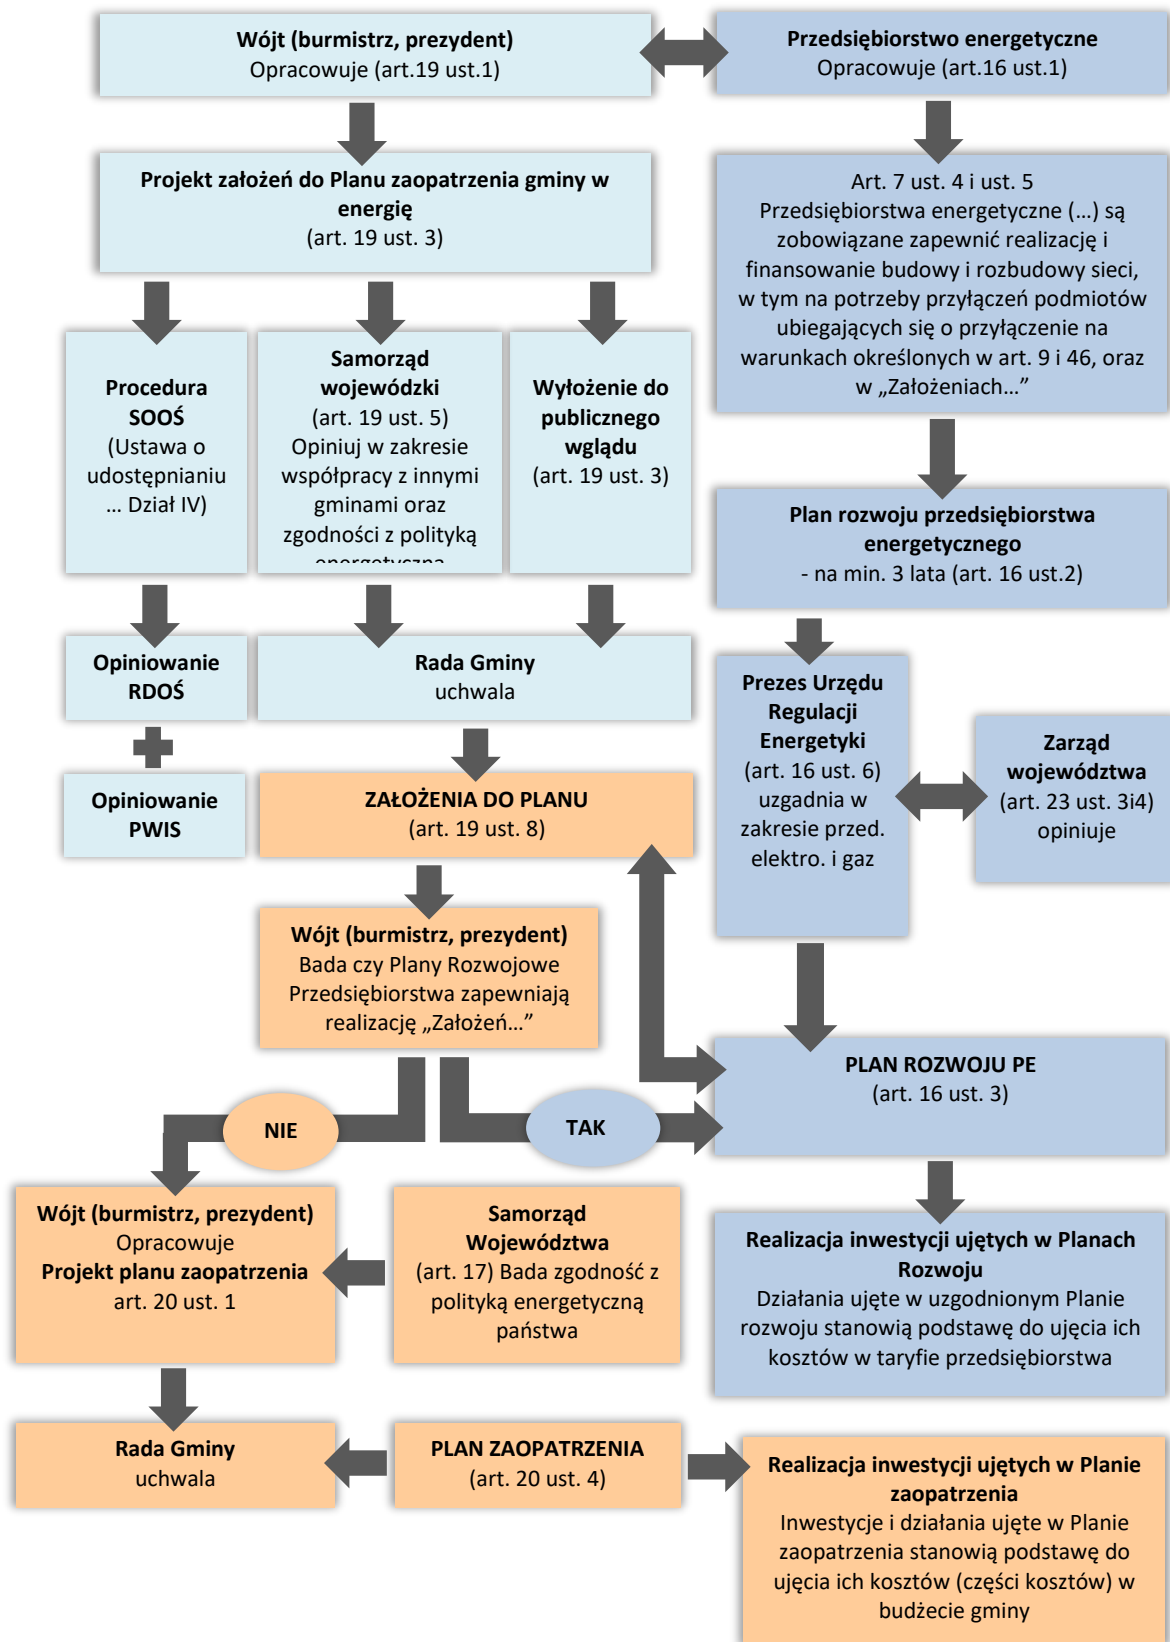 Wójt (burmistrz, prezydent)
Opracowuje (art.19 ust.1)
Przedsiębiorstwo energetyczne
Opracowuje (art.16 ust.1)
Projekt założeń do Planu zaopatrzenia gminy w
energię
(art. 19 ust. 3)
Art. 7 ust. 4 i ust. 5
Przedsiębiorstwa energetyczne (...) są
zobowiązane zapewnić realizację i
finansowanie budowy i rozbudowy sieci,
w tym na potrzeby przyłączeń podmiotów
ubiegających się o przyłączenie na
warunkach określonych w art. 9 i 46, oraz
w „Założeniach…”
Procedura
SOOŚ
(Ustawa o
udostępnianiu
… Dział IV)
Samorząd
wojewódzki
(art. 19 ust. 5)
Opiniuj w zakresie
współpracy z innymi
gminami oraz
zgodności z polityką
energetyczną
Wyłożenie do
publicznego
wglądu
(art. 19 ust. 3)
Plan rozwoju przedsiębiorstwa
energetycznego
- na min. 3 lata (art. 16 ust.2)
Opiniowanie
RDOŚ
Rada Gminy
uchwala
Prezes Urzędu
Regulacji
Energetyki
(art. 16 ust. 6)
uzgadnia w
zakresie przed.
elektro. i gaz
Zarząd
województwa
(art. 23 ust. 3i4)
opiniuje
Opiniowanie
PWIS
ZAŁOŻENIA DO PLANU
(art. 19 ust. 8)
Wójt (burmistrz, prezydent)
Bada czy Plany Rozwojowe
Przedsiębiorstwa zapewniają
realizację „Założeń…”
PLAN ROZWOJU PE
(art. 16 ust. 3)
NIE
TAK
Wójt (burmistrz, prezydent)
Opracowuje
Projekt planu zaopatrzenia
art. 20 ust. 1
Samorząd
Województwa
(art. 17) Bada zgodność z
polityką energetyczną
państwa
Realizacja inwestycji ujętych w Planach
Rozwoju
Działania ujęte w uzgodnionym Planie
rozwoju stanowią podstawę do ujęcia ich
kosztów w taryfie przedsiębiorstwa
Rada Gminy
uchwala
PLAN ZAOPATRZENIA
(art. 20 ust. 4)
Realizacja inwestycji ujętych w Planie
zaopatrzenia
Inwestycje i działania ujęte w Planie
zaopatrzenia stanowią podstawę do
ujęcia ich kosztów (części kosztów) w
budżecie gminy